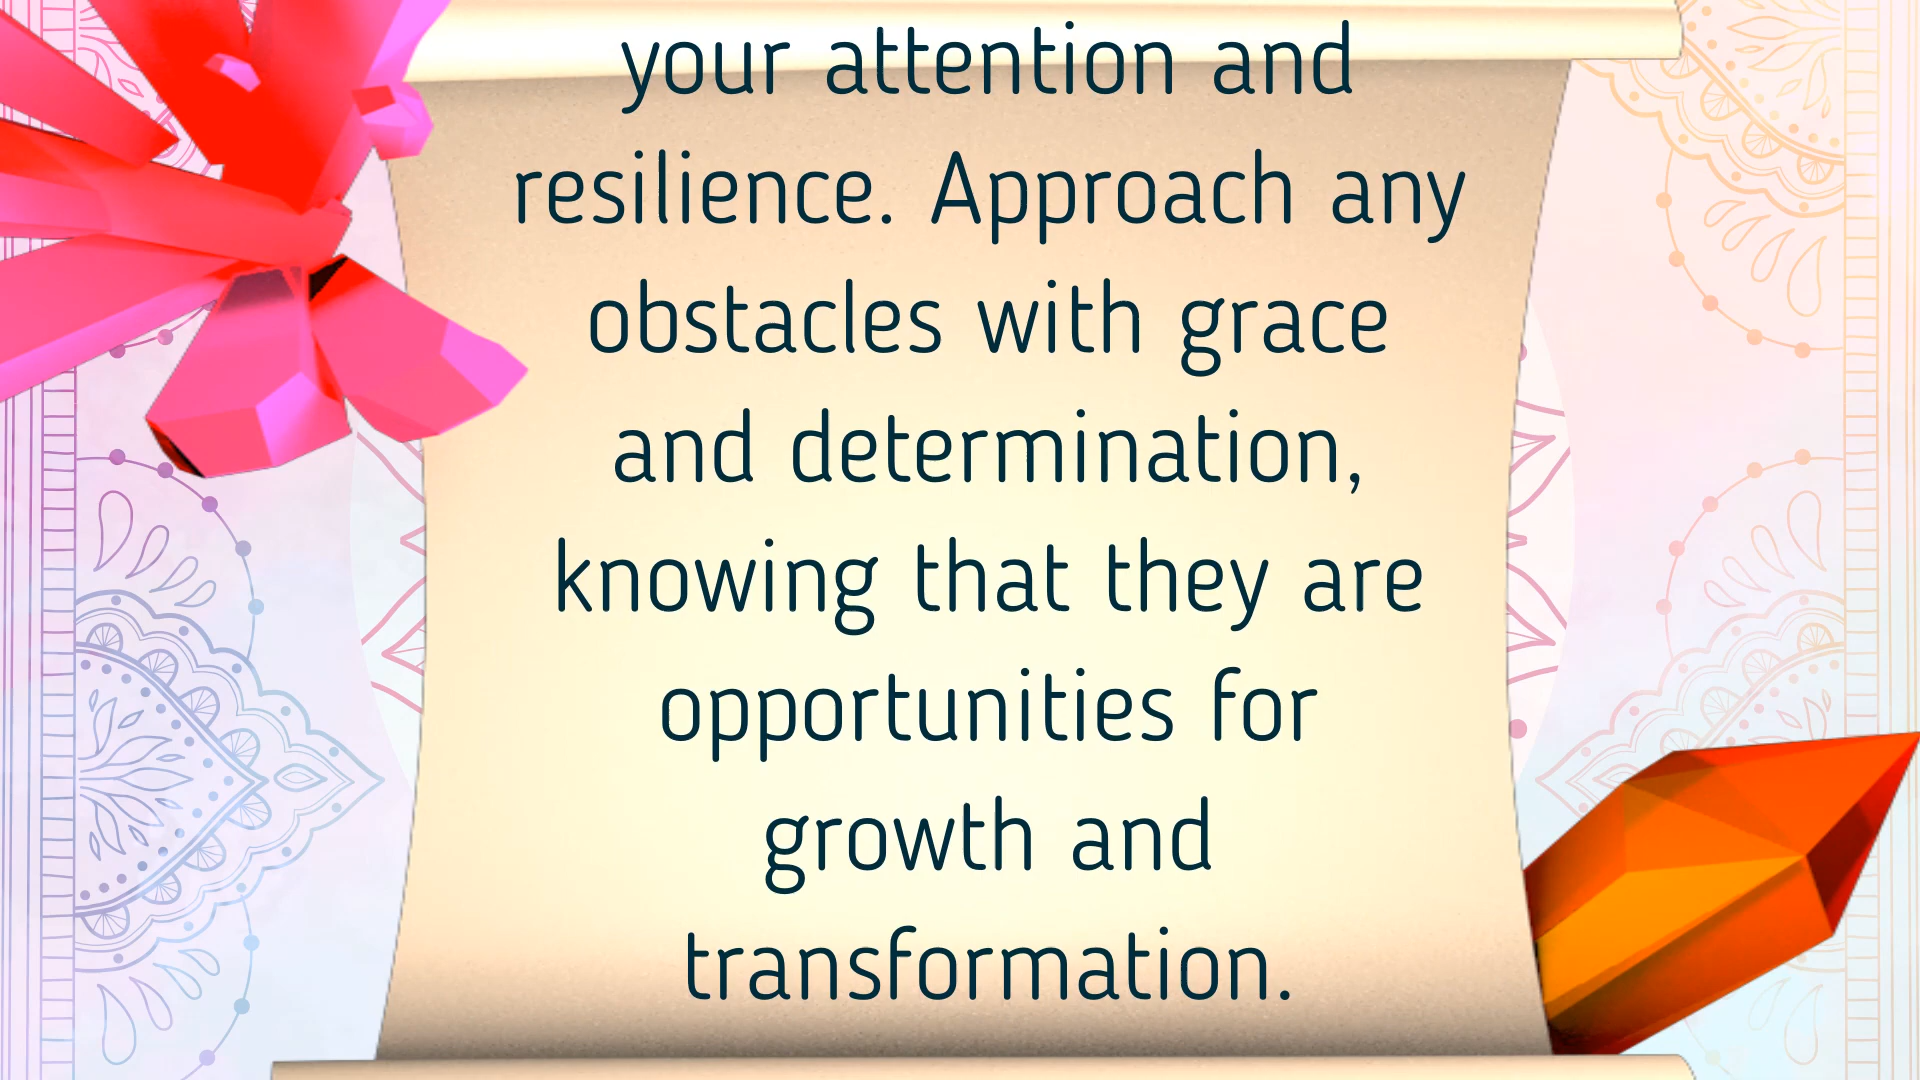 your attention and
resilience. Approach any
obstacles with grace
and determination,
knowing that they are
opportunities for
growth and
transformation.